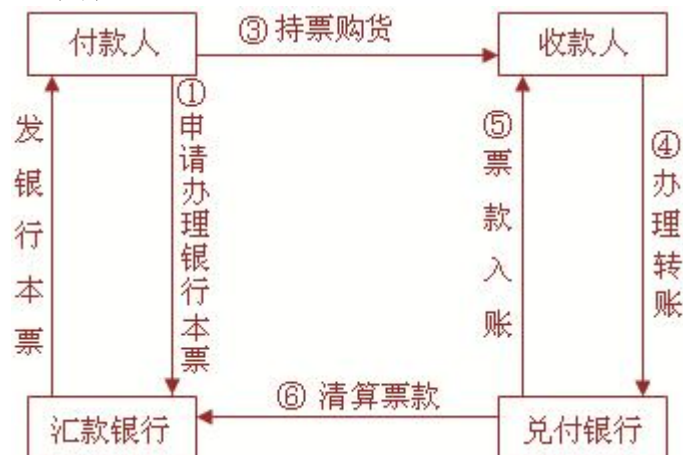 付款人
③ 持票购货
收款人
①申请办理银行本票
发银行本票
⑤票款入账
④办理转账
汇款银行
⑥ 清算票款
兑付银行